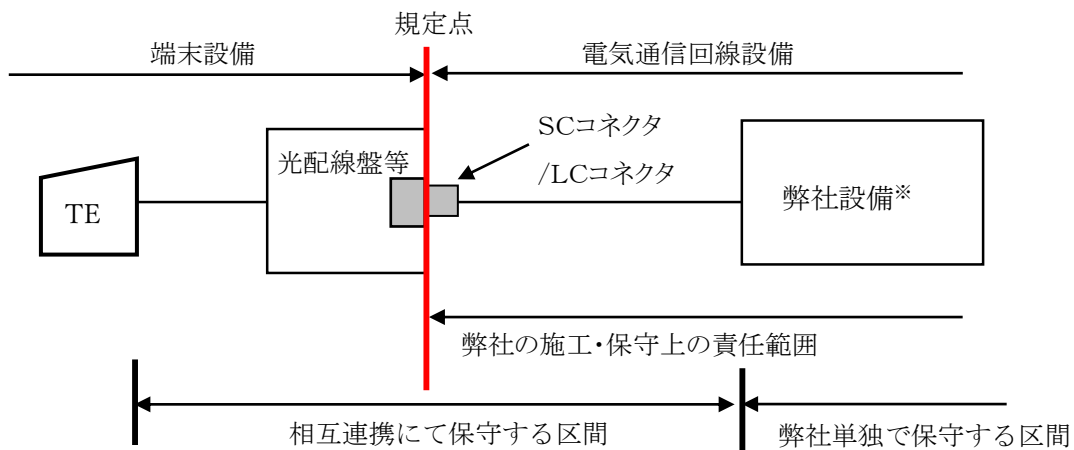 規定点
端末設備
電気通信回線設備
SCコネクタ
/LCコネクタ
光配線盤等
TE
弊社設備※
弊社の施工・保守上の責任範囲
相互連携にて保守する区間
弊社単独で保守する区間